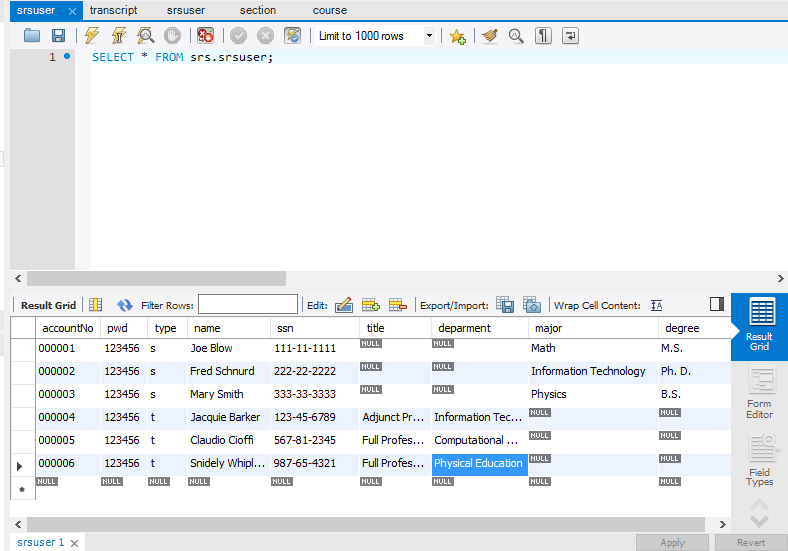 srsuser transcript srsuser section course
Limit to 1000 rows
1 SELECT * FROM srs.srsuser;
Result Grid Filter Rows: Edit: Export/Import: Wrap Cell Content: IA
accountNo pwd type name ssn title deparment major degree
000001 123456 s Joe Blow 111-11-1111 NULL NULL Math M.S.
000002 123456 s Fred Schnurd 222-22-2222 NULL NULL Information Technology Ph. D.
000003 123456 s Mary Smith 333-33-3333 NULL NULL Physics B.S.
000004 123456 t Jacquie Barker 123-45-6789 Adjunct Pr... Information Tec... NULL NULL
000005 123456 t Claudio Cioffi 567-81-2345 Full Profes... Computational ... NULL NULL
000006 123456 t Snidely Whipl... 987-65-4321 Full Profes... Physical Education NULL NULL
NULL NULL NULL NULL NULL NULL NULL NULL NULL
Result
Grid
Form
Editor
Field
Types
srsuser 1
Apply Revert